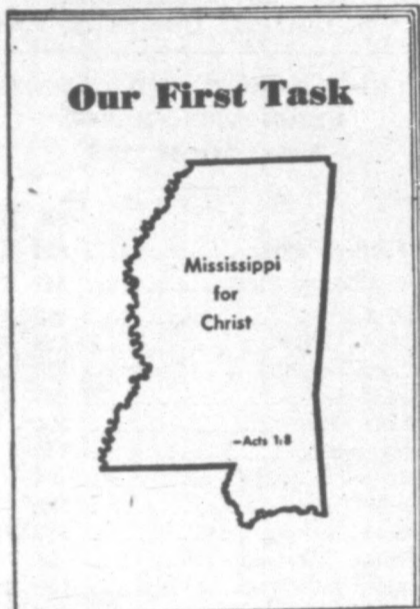 Our First Task
Mississippi
for
Christ
—Acts 1:8